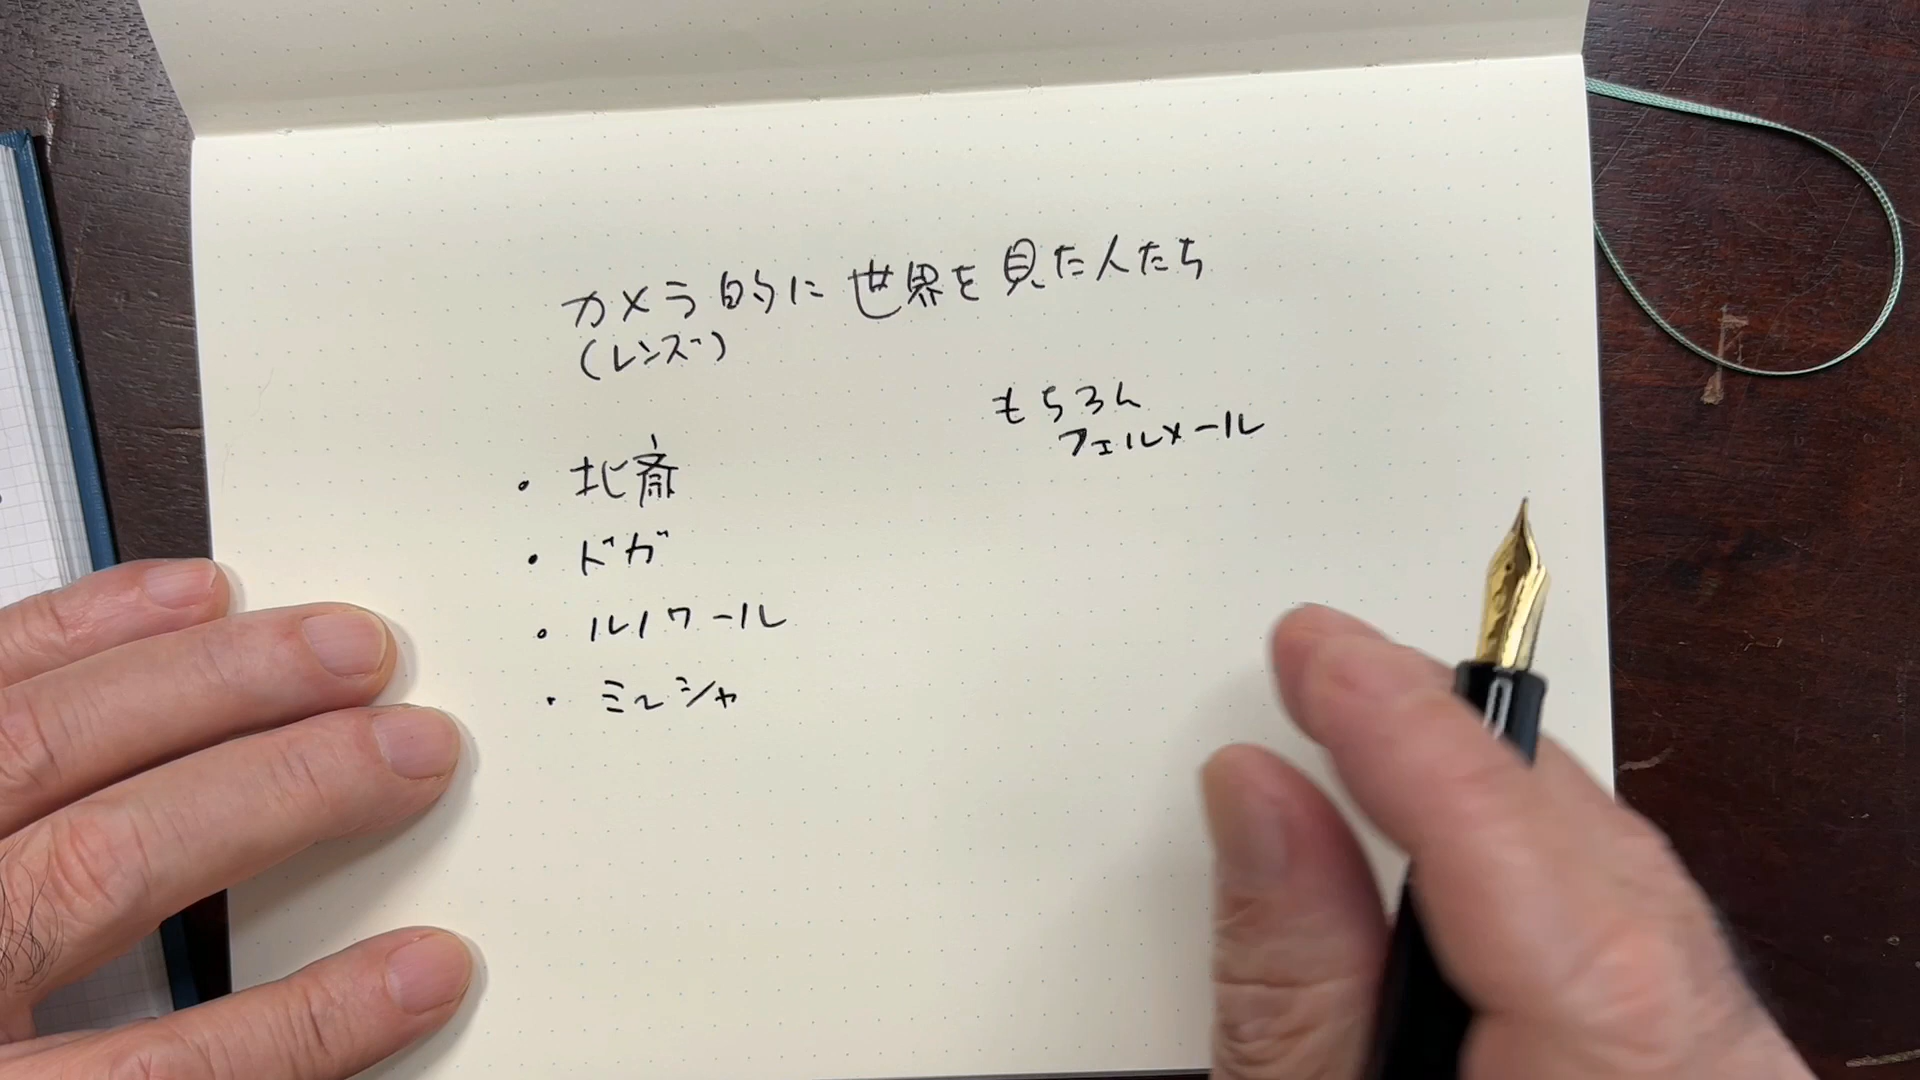 カメラ的に世界を見た人たち
(レンズ)
もちろん
フェルメール
・北斎
・ドガ
・ルノワール
・ミュシャ